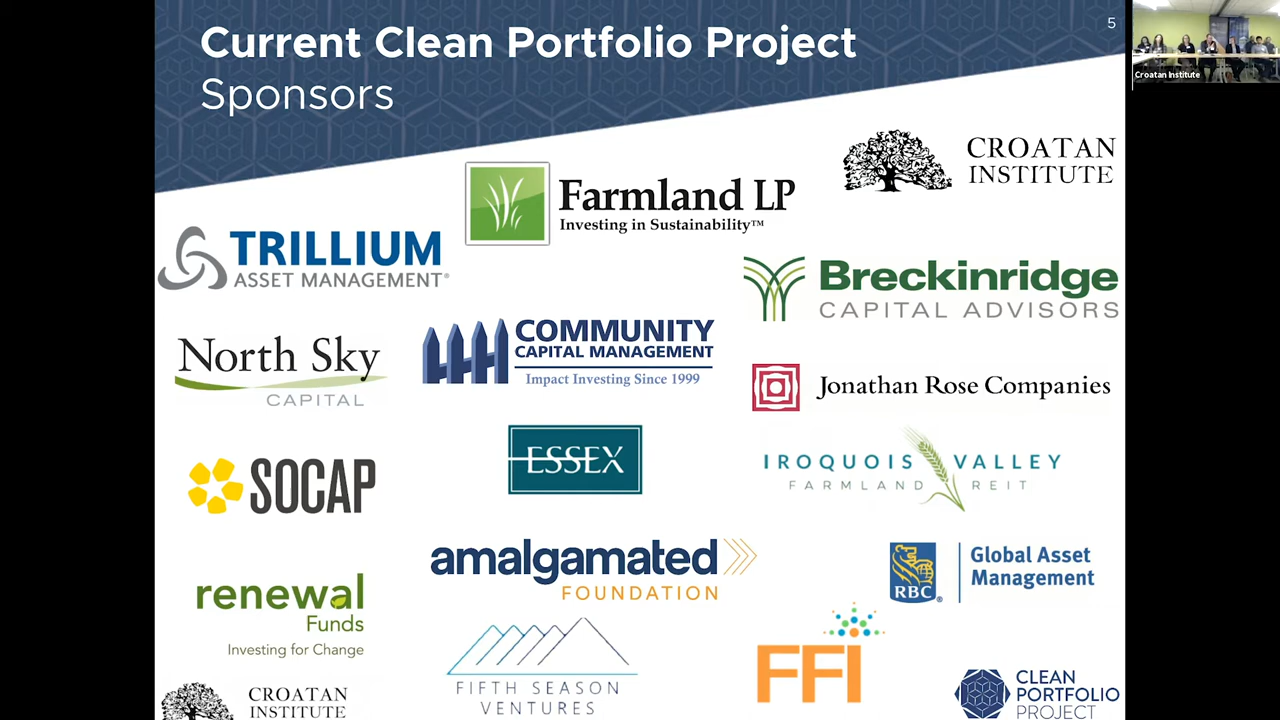 Current Clean Portfolio Project
Sponsors
5
Croatan Institute
CROATAN
INSTITUTE
Farmland LP
Investing in Sustainability™
TRILLIUM
ASSET MANAGEMENT®
Breckinridge
CAPITAL ADVISORS
North Sky
CAPITAL
COMMUNITY
CAPITAL MANAGEMENT
Impact Investing Since 1999
Jonathan Rose Companies
SOCAP
ESSEX
IROQUOIS VALLEY
FARMLAND REIT
amalgamated
FOUNDATION
RBC®
Global Asset
Management
renewal
Funds
Investing for Change
FIFTH SEASON
VENTURES
FFI
CROATAN
INSTITUTE
CLEAN
PORTFOLIO
PROJECT